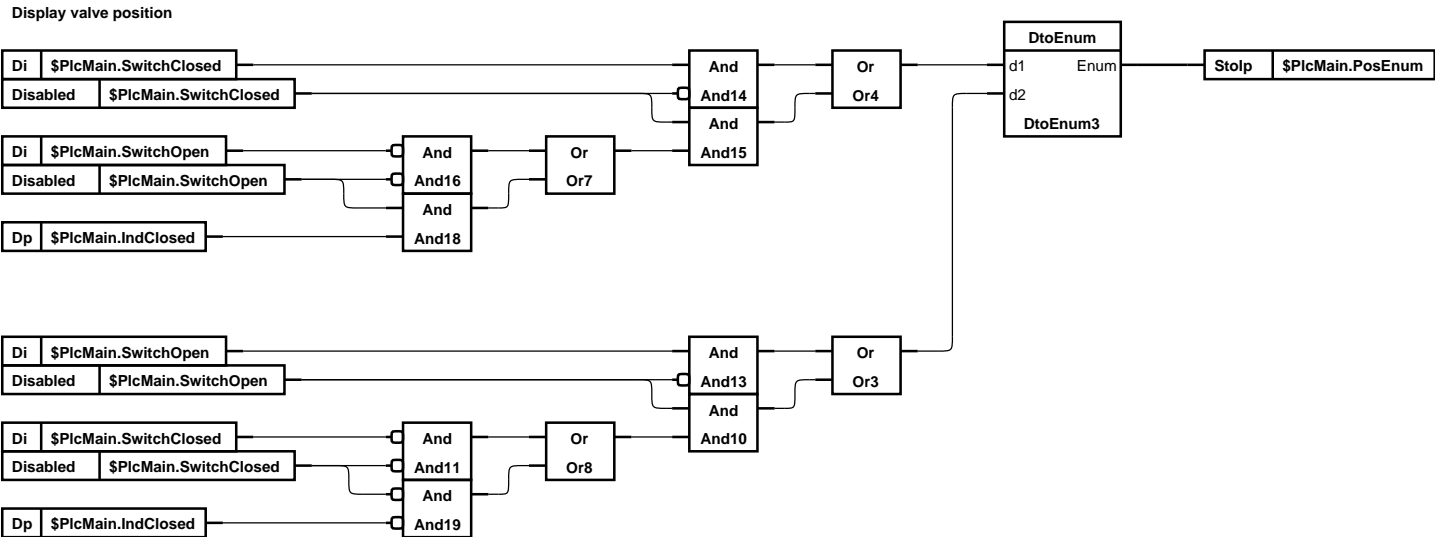 Display valve position
DtoEnum
Di $PlcMain.SwitchClosed And Or d1 Enum StoIp $PlcMain.PosEnum
Disabled $PlcMain.SwitchClosed And14 Or4 d2
And DtoEnum3
Di $PlcMain.SwitchOpen And Or And15
Disabled $PlcMain.SwitchOpen And16 Or7
And
Dp $PlcMain.IndClosed And18
Di $PlcMain.SwitchOpen And Or
Disabled $PlcMain.SwitchOpen And13 Or3
And
Di $PlcMain.SwitchClosed And Or And10
Disabled $PlcMain.SwitchClosed And11 Or8
And
Dp $PlcMain.IndClosed And19